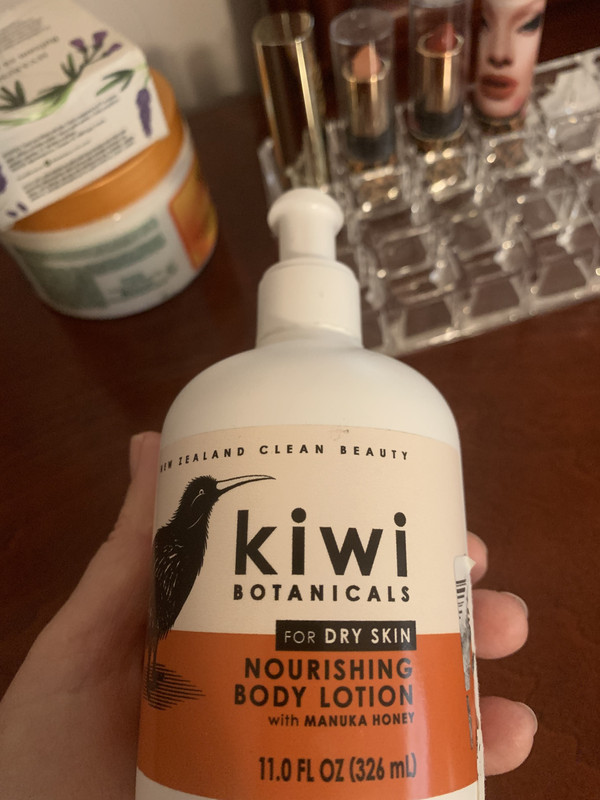 NEW ZEALAND CLEAN BEAUTY
kiwi
BOTANICALS
FOR DRY SKIN
NOURISHING
BODY LOTION
with MANUKA HONEY
11.0 FL OZ (326 mL)